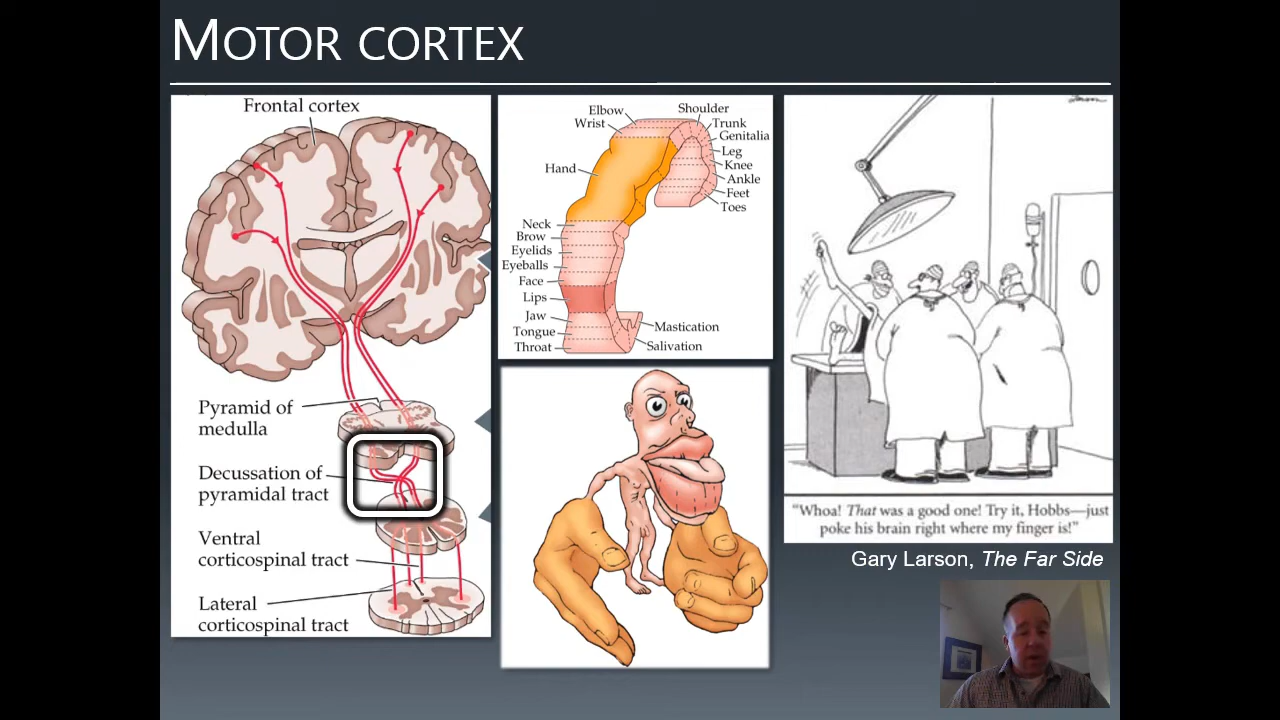 MOTOR CORTEX
Frontal cortex
Pyramid of
medulla
Decussation of
pyramidal tract
Ventral
corticospinal tract
Lateral
corticospinal tract
Elbow
Wrist
Hand
Neck
Brow
Eyelids
Eyeballs
Face
Lips
Jaw
Tongue
Throat
Shoulder
Trunk
Genitalia
Leg
Knee
Ankle
Feet
Toes
Mastication
Salivation
"Whoa! That was a good one! Try it, Hobbs—just
poke his brain right where my finger is!"
Gary Larson, The Far Side